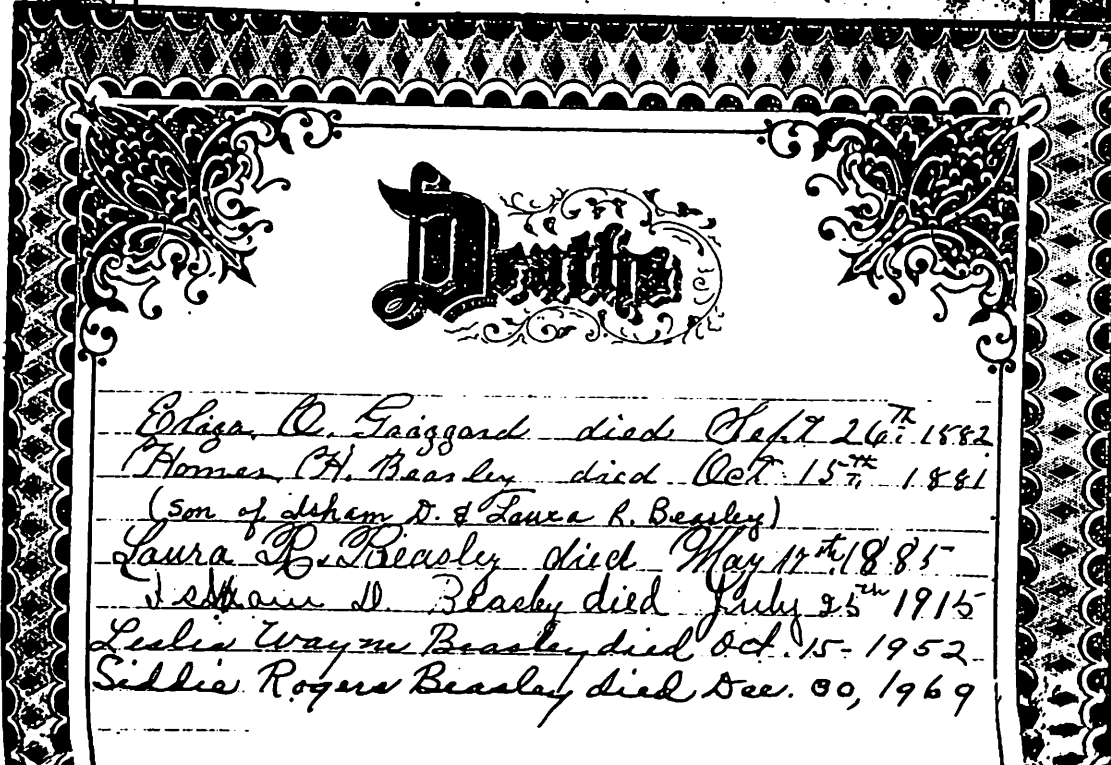 Deaths
Eliza. O. Gaiggard died Sept 26th. 1882
Homer H. Beasley died Oct 15th 1881
(son of Isham D. & Laura R. Beasley)
Laura R. Beasley died May 17th. 1885
Isham D. Beasley died July 25th 1915
Leslie Wayne Beasley died Oct. 15 - 1952
Siddie Rogers Beasley died Dec. 30, 1969